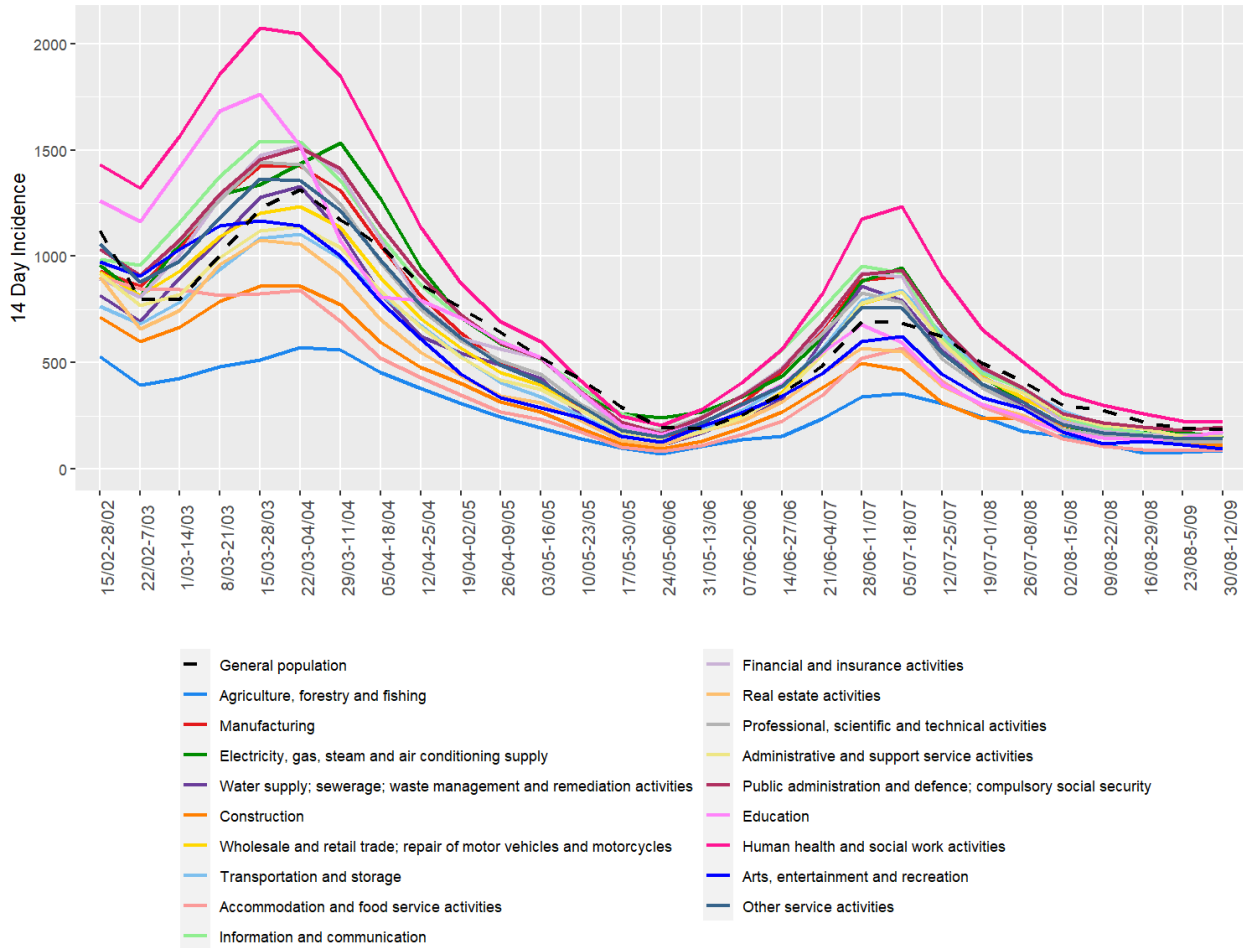 2000
1500
1000
500
0
14 Day Incidence
15/02-28/02
22/02-7/03
1/03-14/03
8/03-21/03
15/03-28/03
22/03-04/04
29/03-11/04
05/04-18/04
12/04-25/04
19/04-02/05
26/04-09/05
03/05-16/05
10/05-23/05
17/05-30/05
24/05-06/06
31/05-13/06
07/06-20/06
14/06-27/06
21/06-04/07
28/06-11/07
05/07-18/07
12/07-25/07
19/07-01/08
26/07-08/08
02/08-15/08
09/08-22/08
16/08-29/08
23/08-5/09
30/08-12/09
General population
Agriculture, forestry and fishing
Manufacturing
Electricity, gas, steam and air conditioning supply
Water supply; sewerage; waste management and remediation activities
Construction
Wholesale and retail trade; repair of motor vehicles and motorcycles
Transportation and storage
Accommodation and food service activities
Information and communication
Financial and insurance activities
Real estate activities
Professional, scientific and technical activities
Administrative and support service activities
Public administration and defence; compulsory social security
Education
Human health and social work activities
Arts, entertainment and recreation
Other service activities